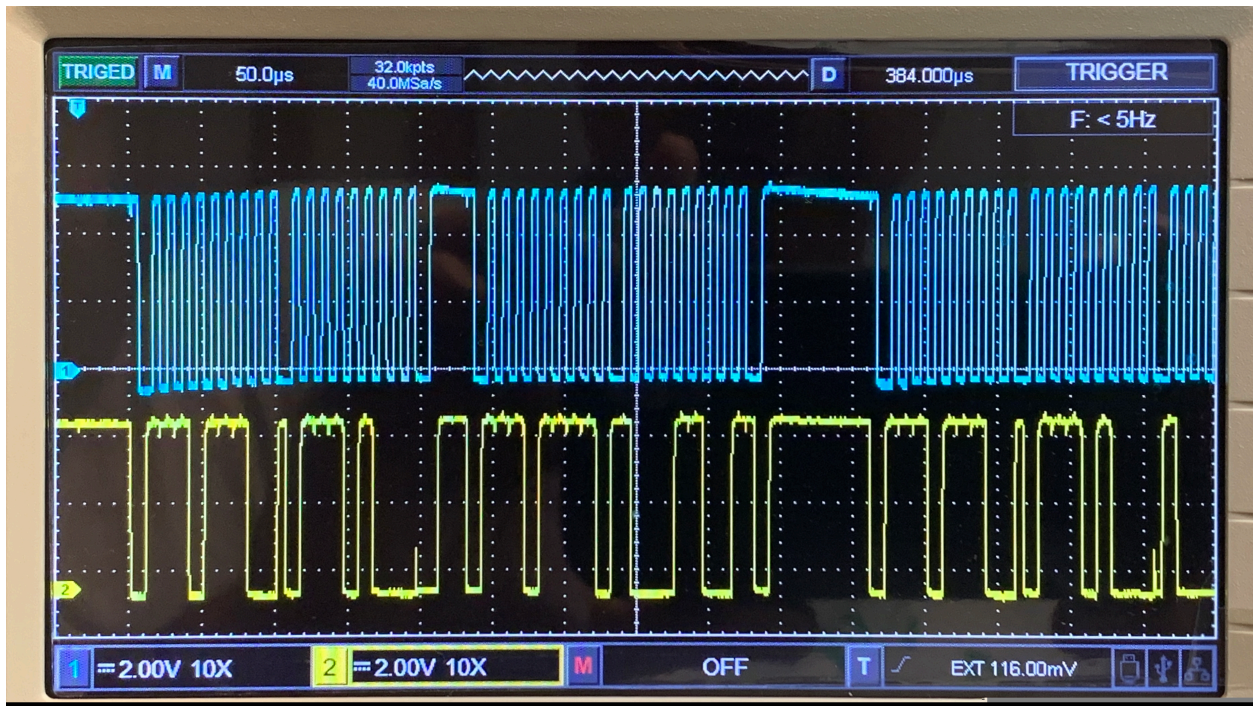 TRIGED M 50.0µs 32.0kpts D 384.000µs TRIGGER
40.0MSa/s
T
F: < 5Hz
1
2
1 2.00V 10X 2 2.00V 10X M OFF T EXT 116.00mV